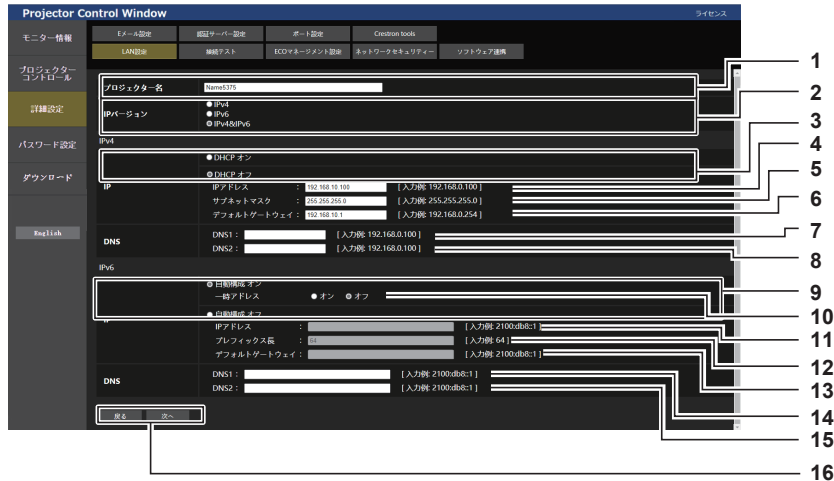 Projector Control Window ライセンス
モニター情報
プロジェクターコントロール
詳細設定
パスワード設定
ダウンロード
English
Eメール設定 認証サーバー設定 ポート設定 Crestron tools
LAN設定 接続テスト ECOマネージメント設定 ネットワークセキュリティー ソフトウェア連携
プロジェクター名 Name5375
IPバージョン
IPv4
IPv6
IPv4&IPv6
IPv4
DHCP オン
DHCP オフ
IP
IPアドレス : 192.168.10.100 [ 入力例: 192.168.0.100 ]
サブネットマスク : 255.255.255.0 [ 入力例: 255.255.255.0 ]
デフォルトゲートウェイ : 192.168.10.1 [ 入力例: 192.168.0.254 ]
DNS
DNS1 : [ 入力例: 192.168.0.100 ]
DNS2 : [ 入力例: 192.168.0.100 ]
IPv6
自動構成 オン
一時アドレス オン オフ
自動構成 オフ
IP
IPアドレス : [ 入力例: 2100:db8::1 ]
プレフィックス長 : 64 [ 入力例: 64 ]
デフォルトゲートウェイ : [ 入力例: 2100:db8::1 ]
DNS
DNS1 : [ 入力例: 2100:db8::1 ]
DNS2 : [ 入力例: 2100:db8::1 ]
戻る 次へ
1
2
3
4
5
6
7
8
9
10
11
12
13
14
15
16